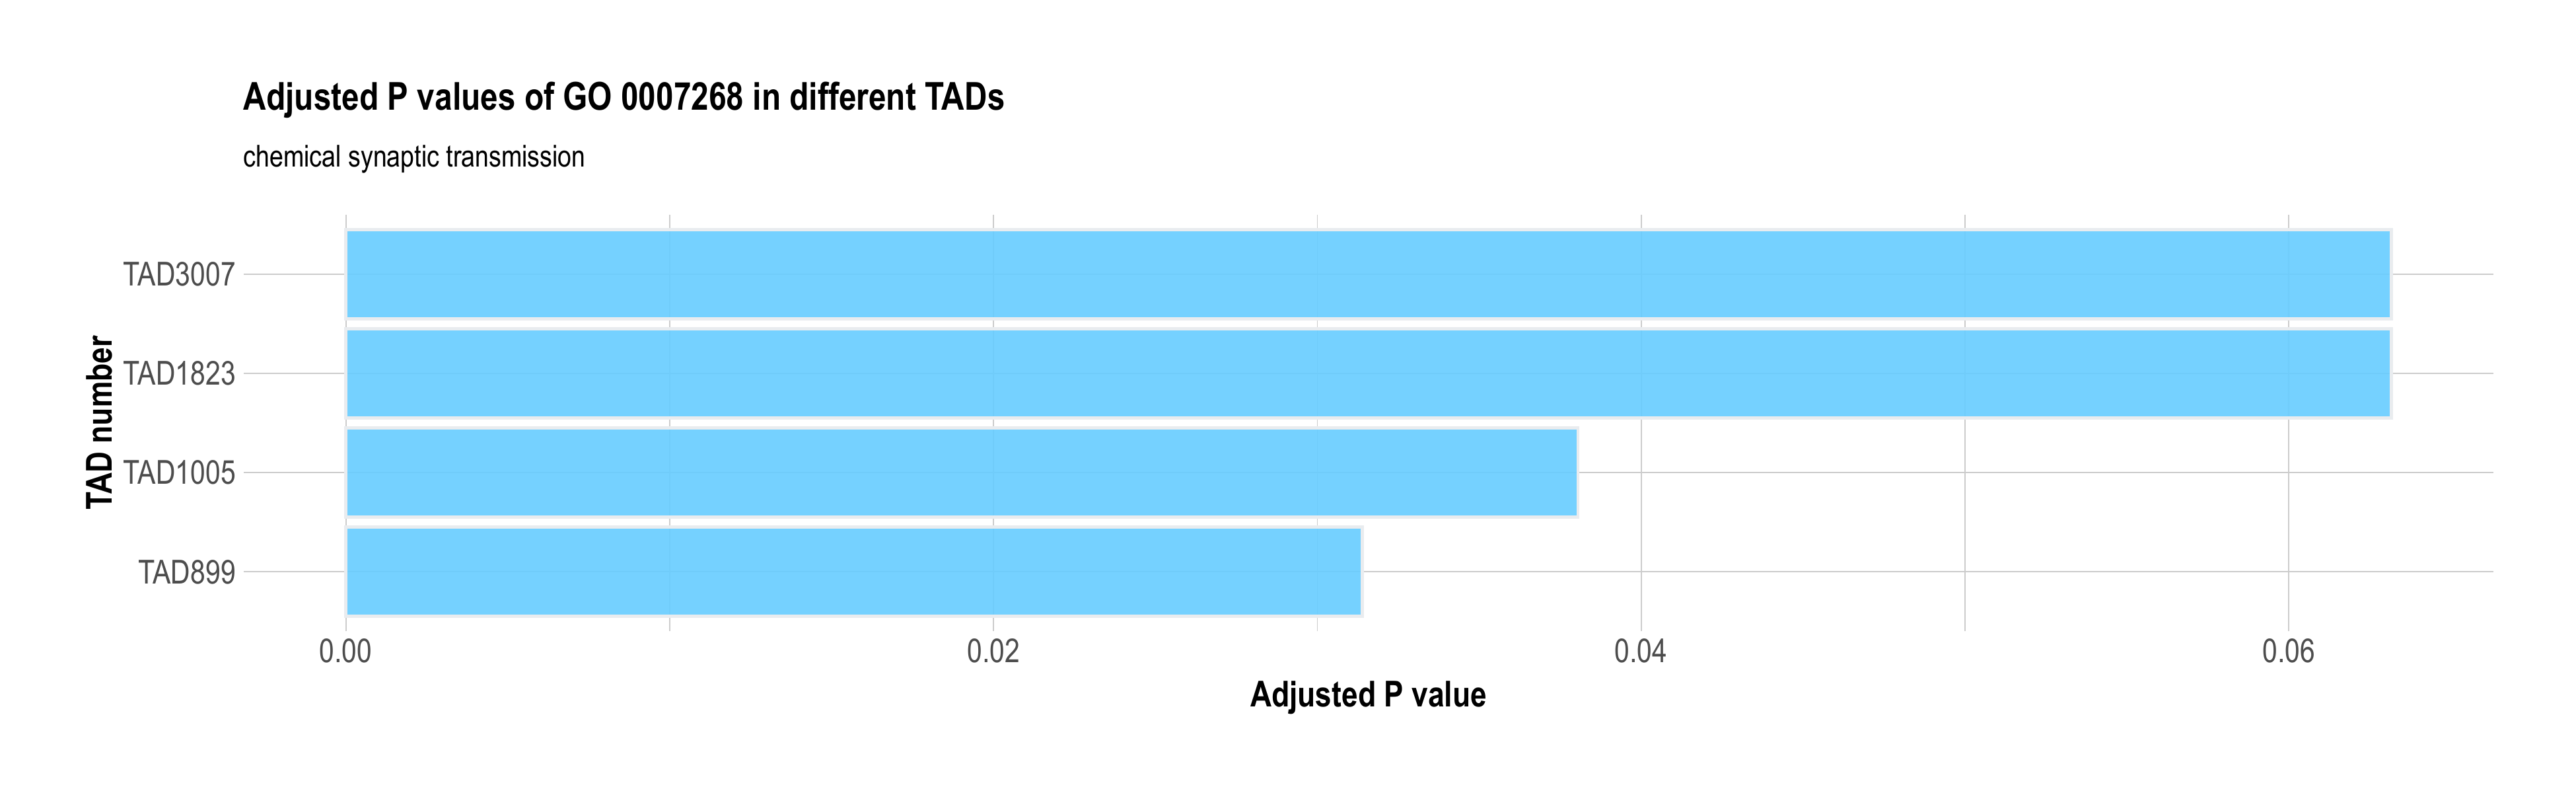 Adjusted P values of GO 0007268 in different TADs
chemical synaptic transmission
TAD number
TAD3007
TAD1823
TAD1005
TAD899
0.00 0.02 0.04 0.06
Adjusted P value